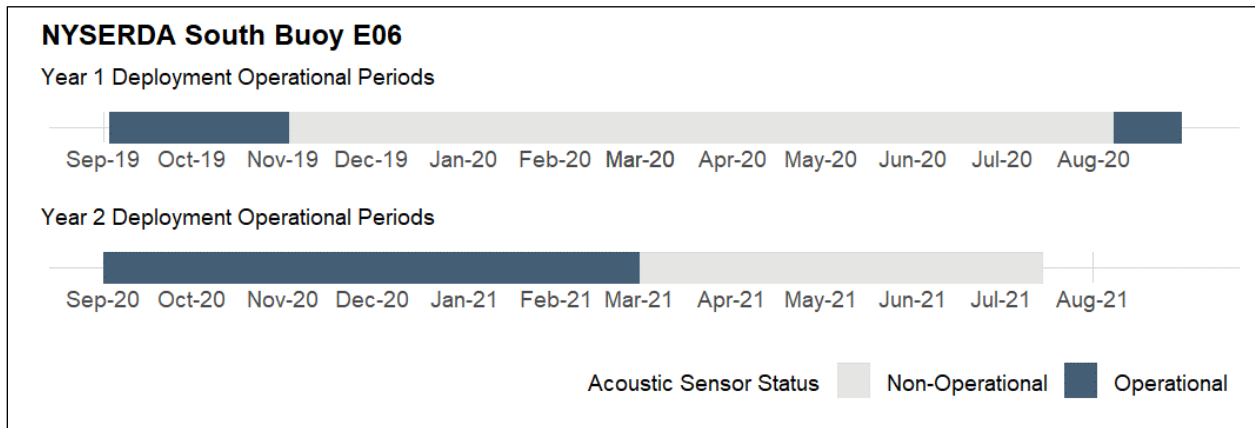 NYSERDA South Buoy E06
Year 1 Deployment Operational Periods
Sep-19 Oct-19 Nov-19 Dec-19 Jan-20 Feb-20 Mar-20 Apr-20 May-20 Jun-20 Jul-20 Aug-20
Year 2 Deployment Operational Periods
Sep-20 Oct-20 Nov-20 Dec-20 Jan-21 Feb-21 Mar-21 Apr-21 May-21 Jun-21 Jul-21 Aug-21
Acoustic Sensor Status Non-Operational Operational